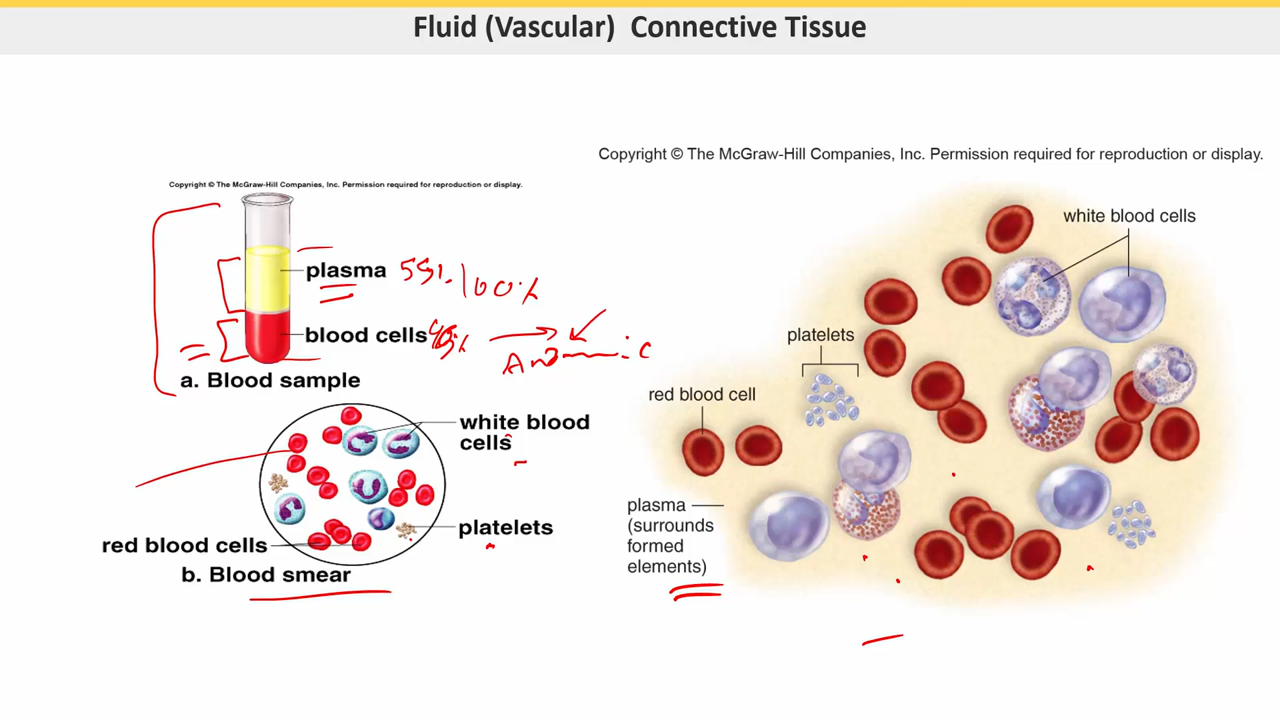 Fluid (Vascular) Connective Tissue
Copyright © The McGraw-Hill Companies, Inc. Permission required for reproduction or display.
Copyright © The McGraw-Hill Companies, Inc. Permission required for reproduction or display.
plasma 55%. 100%
blood cells 45%
a. Blood sample
white blood
cells
platelets
red blood cells
b. Blood smear
white blood cells
platelets
red blood cell
plasma
(surrounds
formed
elements)